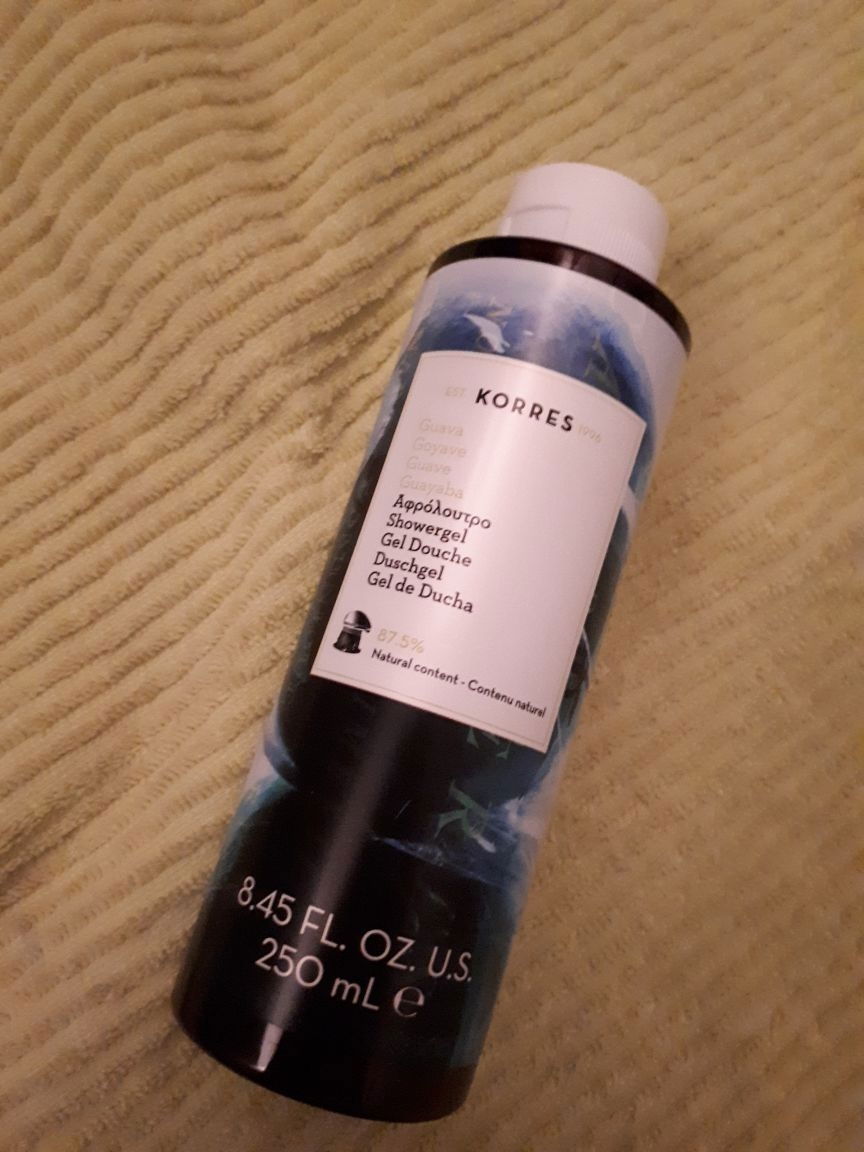 EST. KORRES 1996
Guava
Goyave
Guave
Guayaba
Αφρόλουτρο
Showergel
Gel Douche
Duschgel
Gel de Ducha
87.5%
Natural content - Contenu naturel
8.45 FL. OZ. U.S.
250 mL ℮